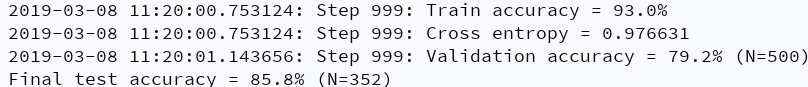 2019-03-08 11:20:00.753124: Step 999: Train accuracy = 93.0%
2019-03-08 11:20:00.753124: Step 999: Cross entropy = 0.976631
2019-03-08 11:20:01.143656: Step 999: Validation accuracy = 79.2% (N=500)
Final test accuracy = 85.8% (N=352)